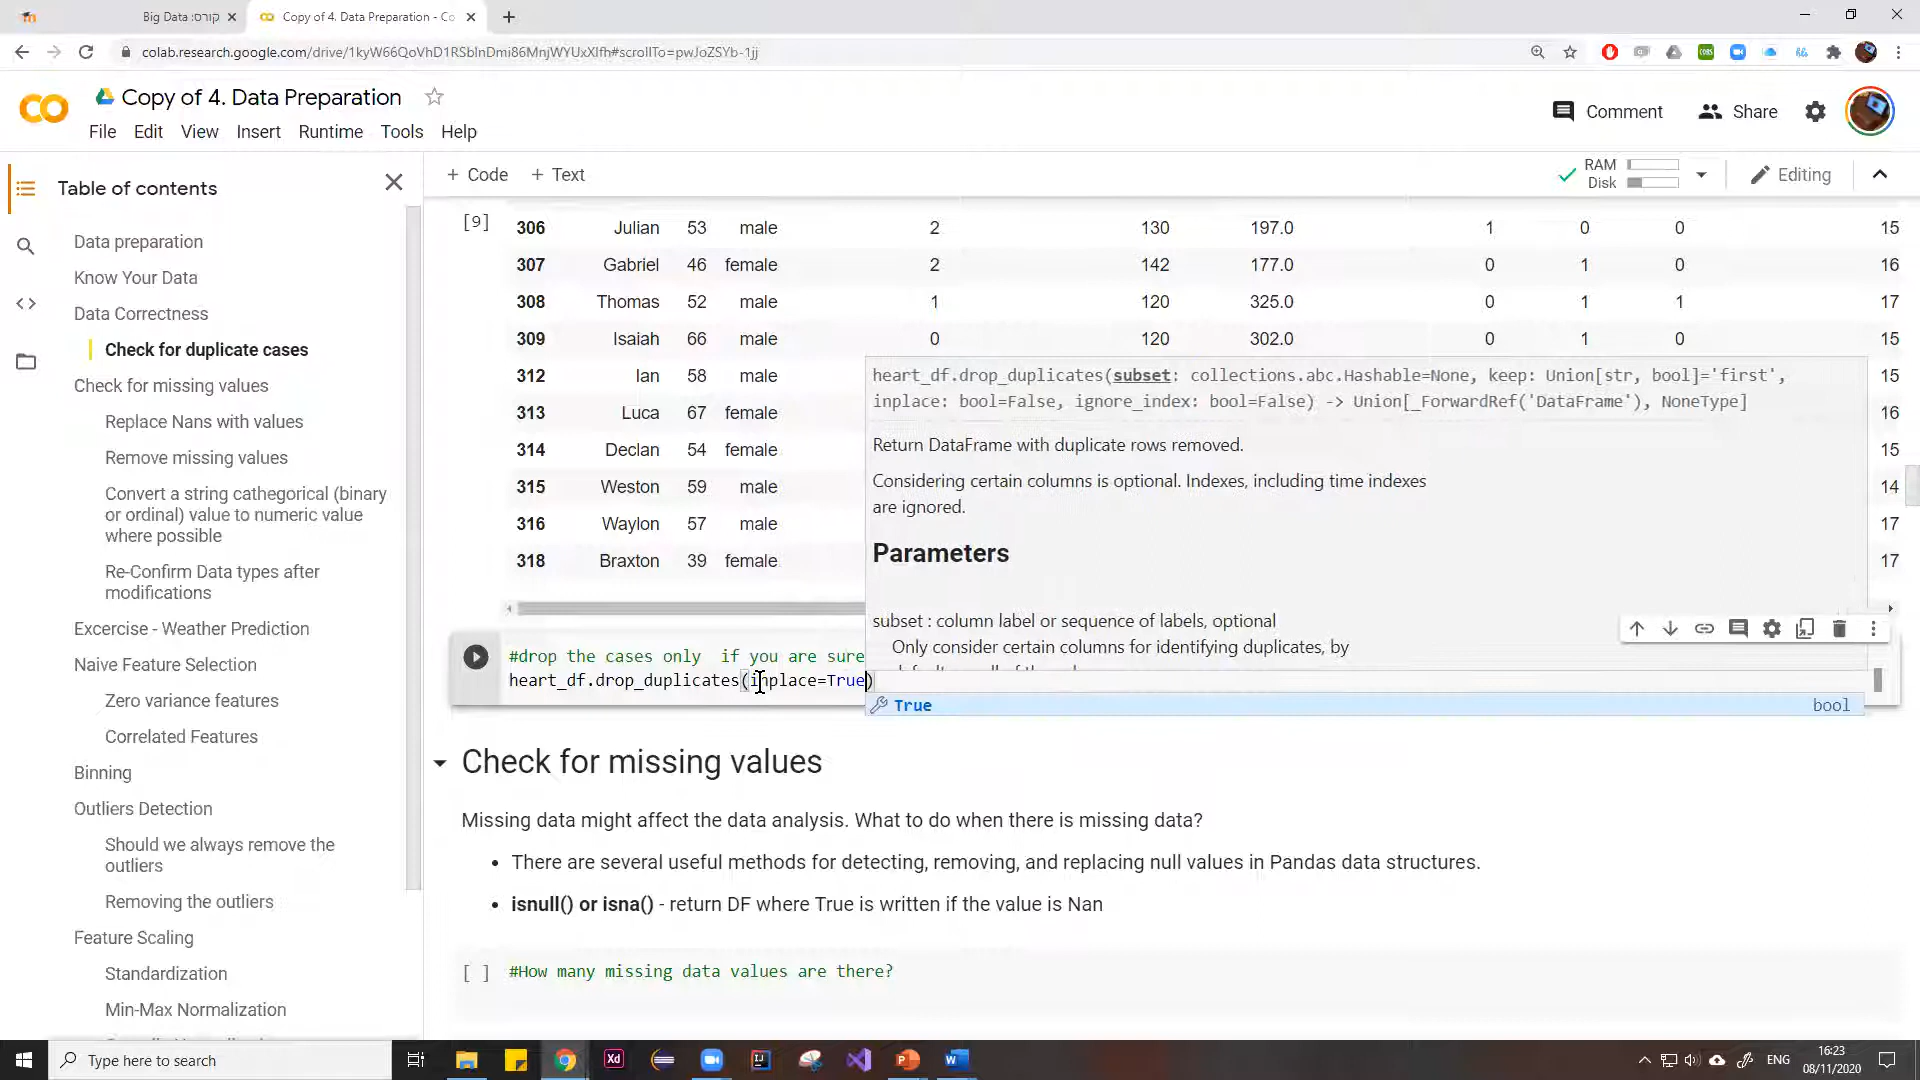 Big Data :קורס
Copy of 4. Data Preparation - Co
colab.research.google.com/drive/1kyW66QoVhD1RSblnDmi86MnjWYUxXlfh#scrollTo=pwJoZSYb-1jj
Copy of 4. Data Preparation
File Edit View Insert Runtime Tools Help
Comment
Share
Table of contents
Data preparation
Know Your Data
Data Correctness
Check for duplicate cases
Check for missing values
Replace Nans with values
Remove missing values
Convert a string cathegorical (binary
or ordinal) value to numeric value
where possible
Re-Confirm Data types after
modifications
Excercise - Weather Prediction
Naive Feature Selection
Zero variance features
Correlated Features
Binning
Outliers Detection
Should we always remove the
outliers
Removing the outliers
Feature Scaling
Standardization
Min-Max Normalization
+ Code + Text
RAM
Disk
Editing
[9]
306 Julian 53 male 2 130 197.0 1 0 0 15
307 Gabriel 46 female 2 142 177.0 0 1 0 16
308 Thomas 52 male 1 120 325.0 0 1 1 17
309 Isaiah 66 male 0 120 302.0 0 1 0 15
312 Ian 58 male 15
313 Luca 67 female 16
314 Declan 54 female 15
315 Weston 59 male 14
316 Waylon 57 male 17
318 Braxton 39 female 17
heart_df.drop_duplicates(subset: collections.abc.Hashable=None, keep: Union[str, bool]='first',
inplace: bool=False, ignore_index: bool=False) -> Union[_ForwardRef('DataFrame'), NoneType]
Return DataFrame with duplicate rows removed.
Considering certain columns is optional. Indexes, including time indexes
are ignored.
Parameters
subset : column label or sequence of labels, optional
Only consider certain columns for identifying duplicates, by
#drop the cases only  if you are sure
heart_df.drop_duplicates(inplace=True)
True bool
Check for missing values
Missing data might affect the data analysis. What to do when there is missing data?
• There are several useful methods for detecting, removing, and replacing null values in Pandas data structures.
• isnull() or isna() - return DF where True is written if the value is Nan
[ ] #How many missing data values are there?
Type here to search
Xd
ENG
16:23
08/11/2020